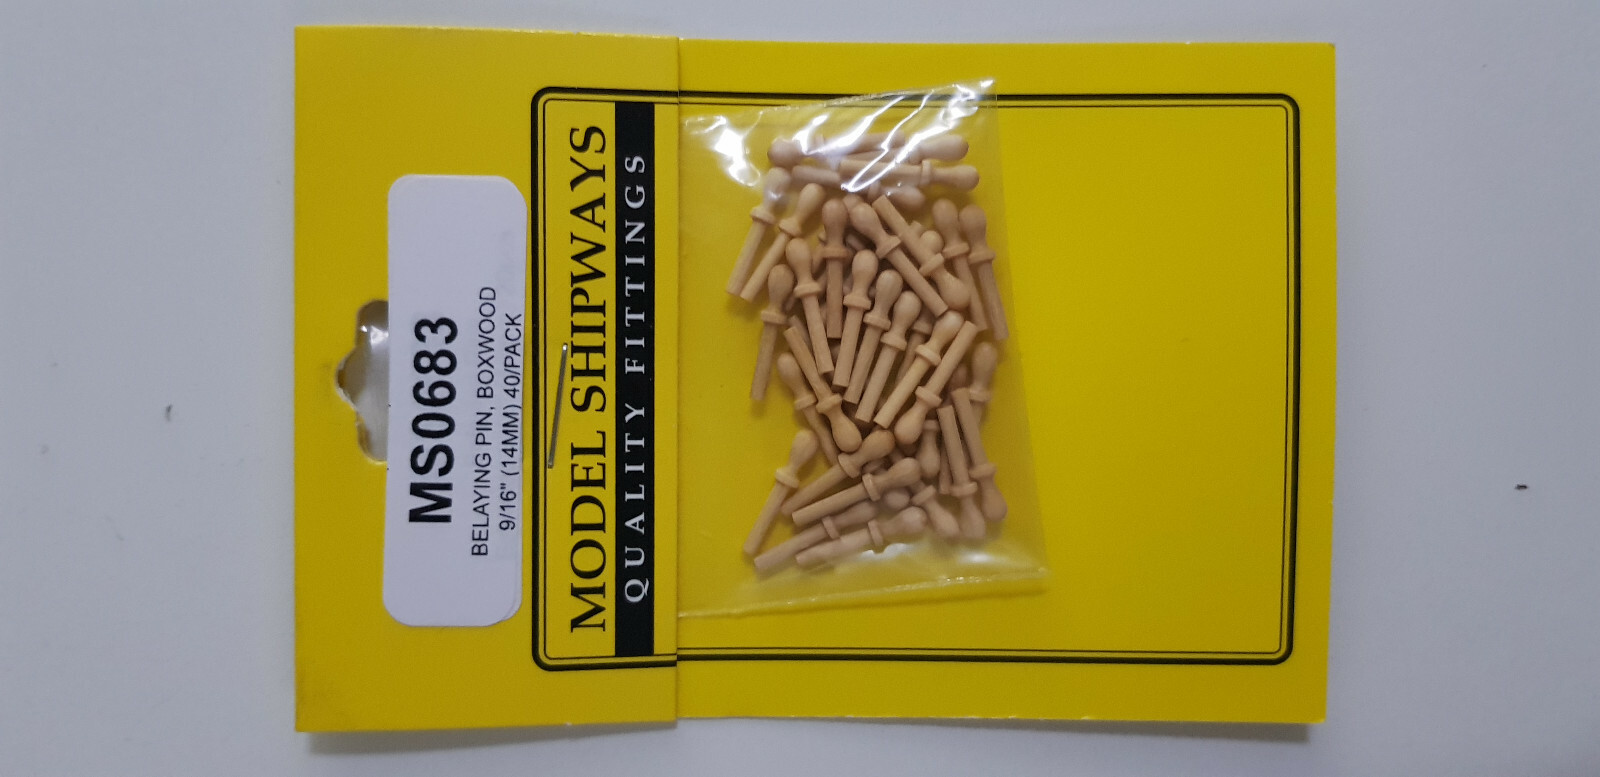 MS0683
BELAYING PIN, BOXWOOD
9/16" (14MM) 40/PACK
MODEL SHIPWAYS
QUALITY FITTINGS